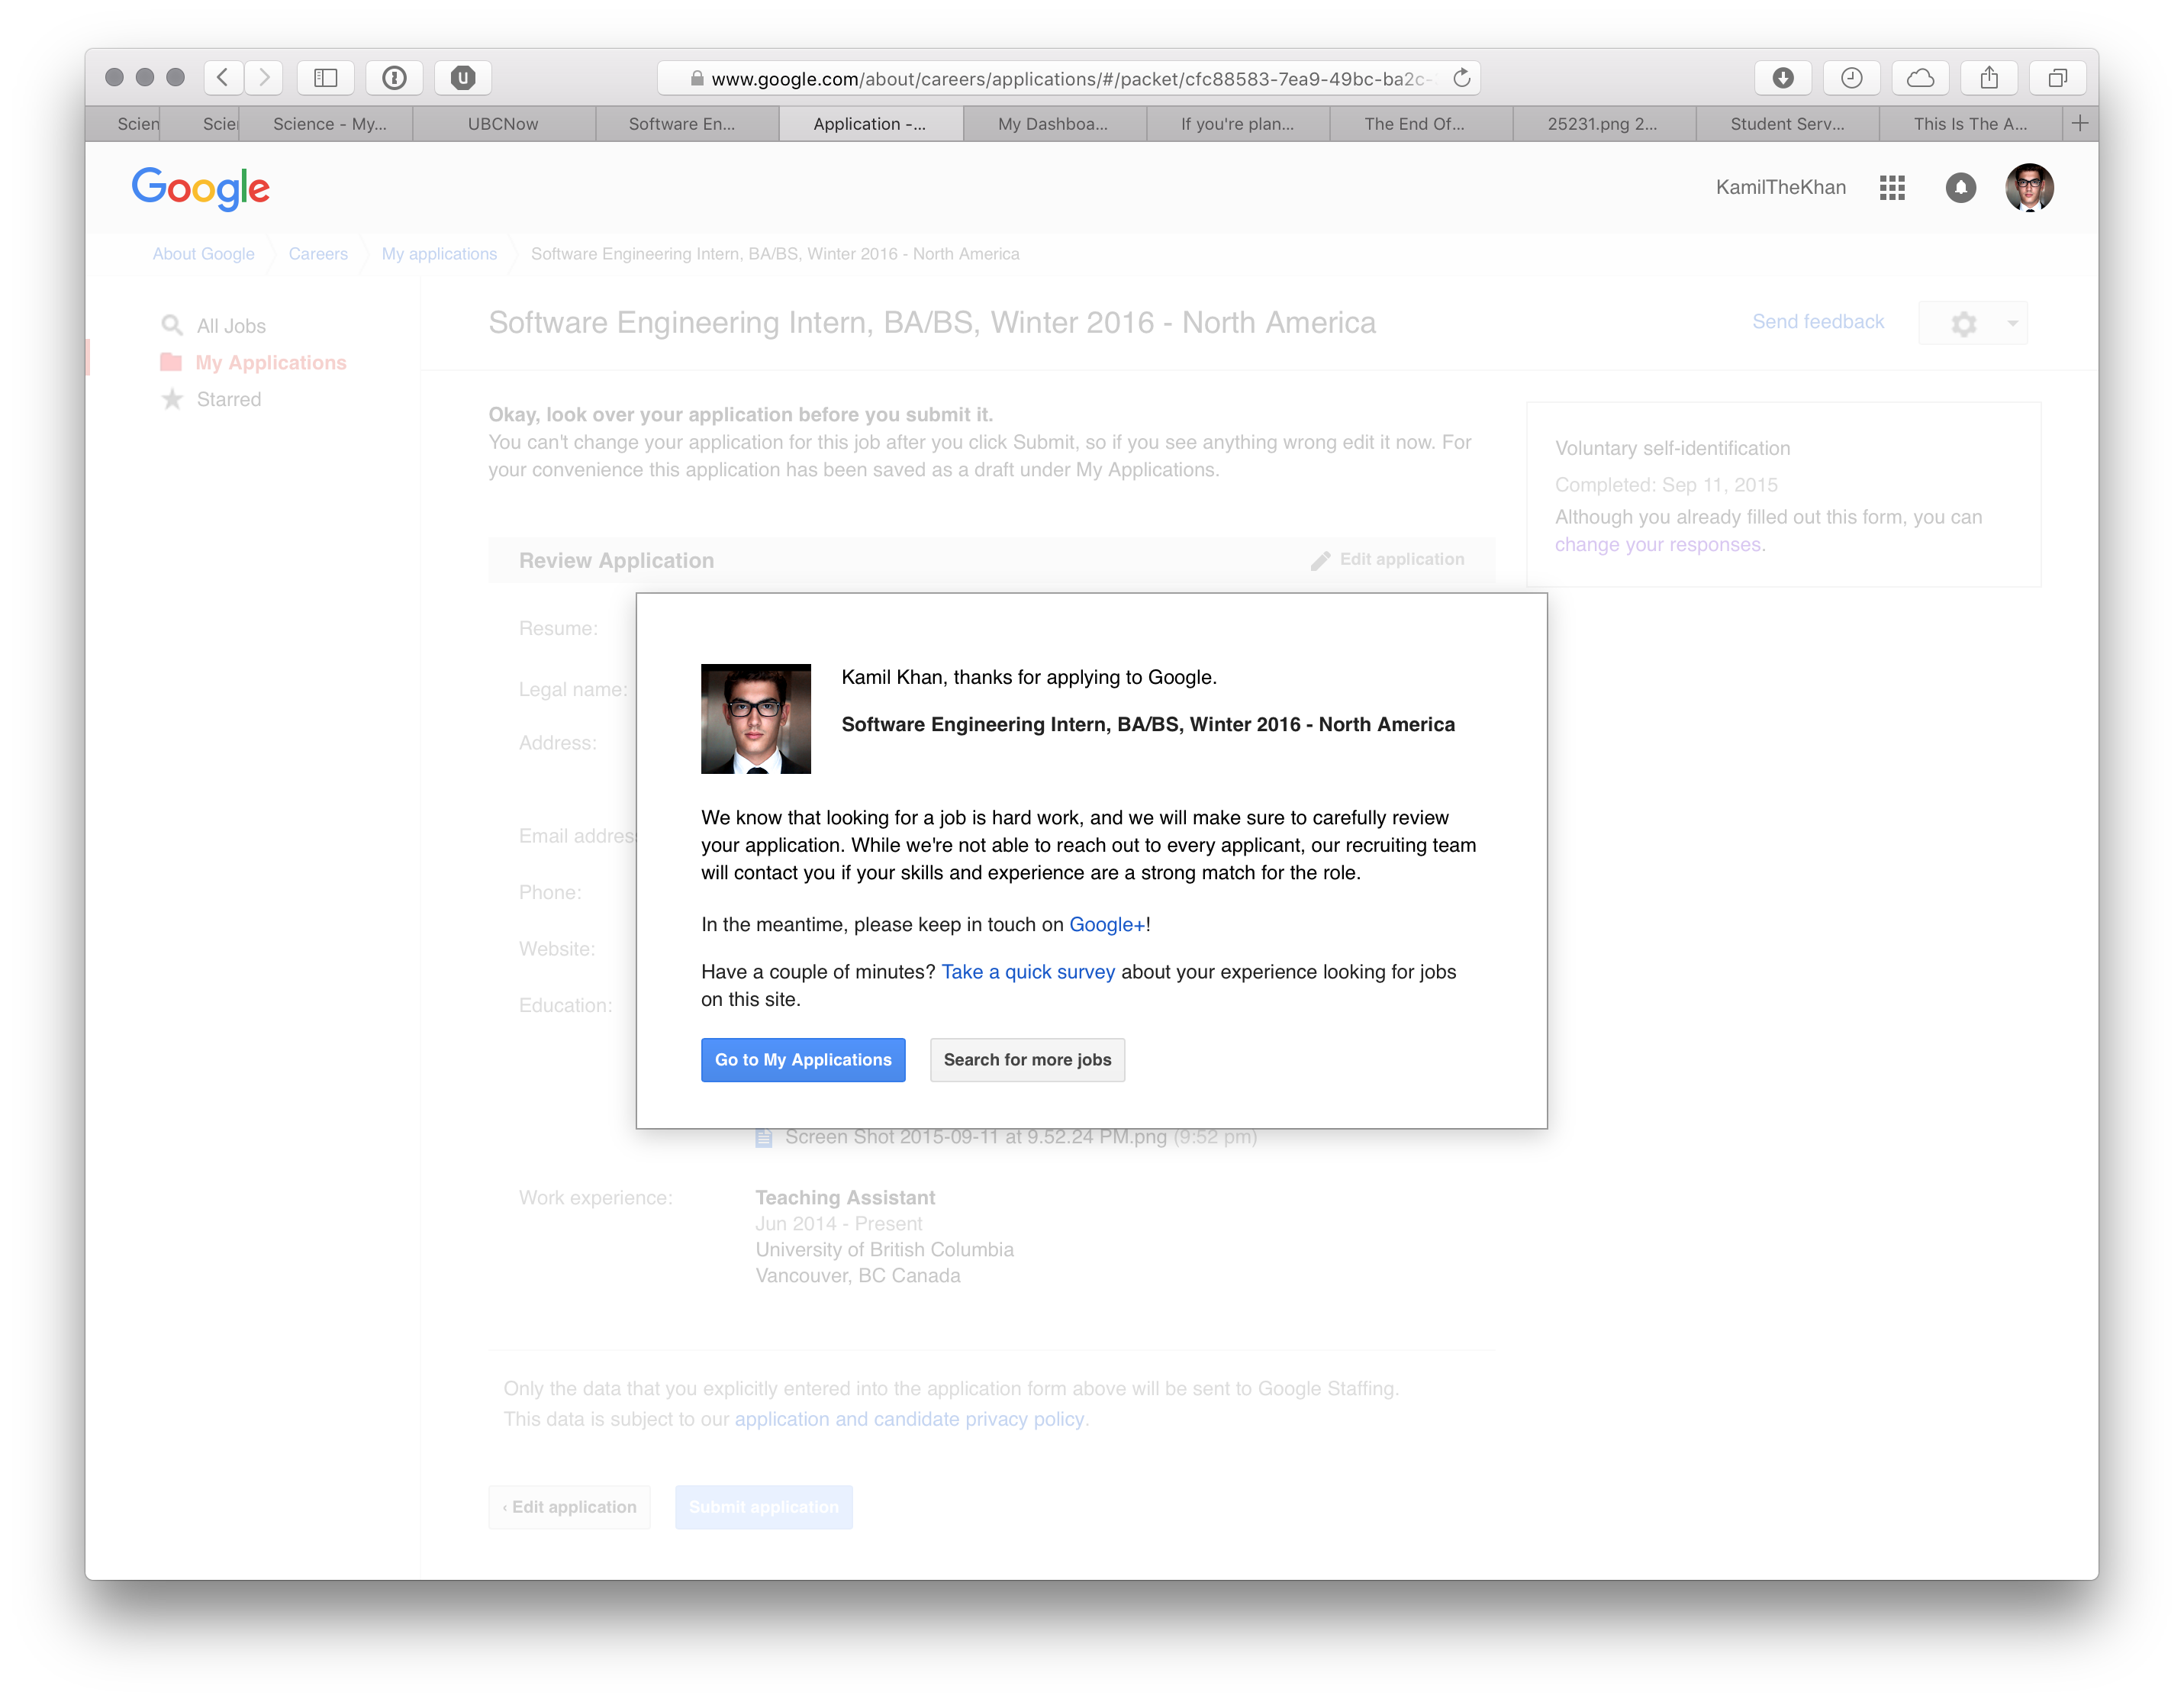 www.google.com/about/careers/applications/#/packet/cfc88583-7ea9-49bc-ba2c-
Scien
Scie
Science - My...
UBCNow
Software En...
Application -...
My Dashboa...
If you're plan...
The End Of...
25231.png 2...
Student Serv...
This Is The A...
Google
KamilTheKhan
About Google
Careers
My applications
Software Engineering Intern, BA/BS, Winter 2016 - North America
All Jobs
My Applications
Starred
Software Engineering Intern, BA/BS, Winter 2016 - North America
Send feedback
Okay, look over your application before you submit it.
You can't change your application for this job after you click Submit, so if you see anything wrong edit it now. For
your convenience this application has been saved as a draft under My Applications.
Voluntary self-identification
Completed: Sep 11, 2015
Although you already filled out this form, you can
change your responses.
Review Application
Edit application
Resume:
Legal name:
Address:
Email address
Phone:
Website:
Education:
Kamil Khan, thanks for applying to Google.
Software Engineering Intern, BA/BS, Winter 2016 - North America
We know that looking for a job is hard work, and we will make sure to carefully review
your application. While we're not able to reach out to every applicant, our recruiting team
will contact you if your skills and experience are a strong match for the role.
In the meantime, please keep in touch on Google+!
Have a couple of minutes? Take a quick survey about your experience looking for jobs
on this site.
Go to My Applications
Search for more jobs
Screen Shot 2015-09-11 at 9.52.24 PM.png (9:52 pm)
Work experience:
Teaching Assistant
Jun 2014 - Present
University of British Columbia
Vancouver, BC Canada
Only the data that you explicitly entered into the application form above will be sent to Google Staffing.
This data is subject to our application and candidate privacy policy.
‹ Edit application
Submit application